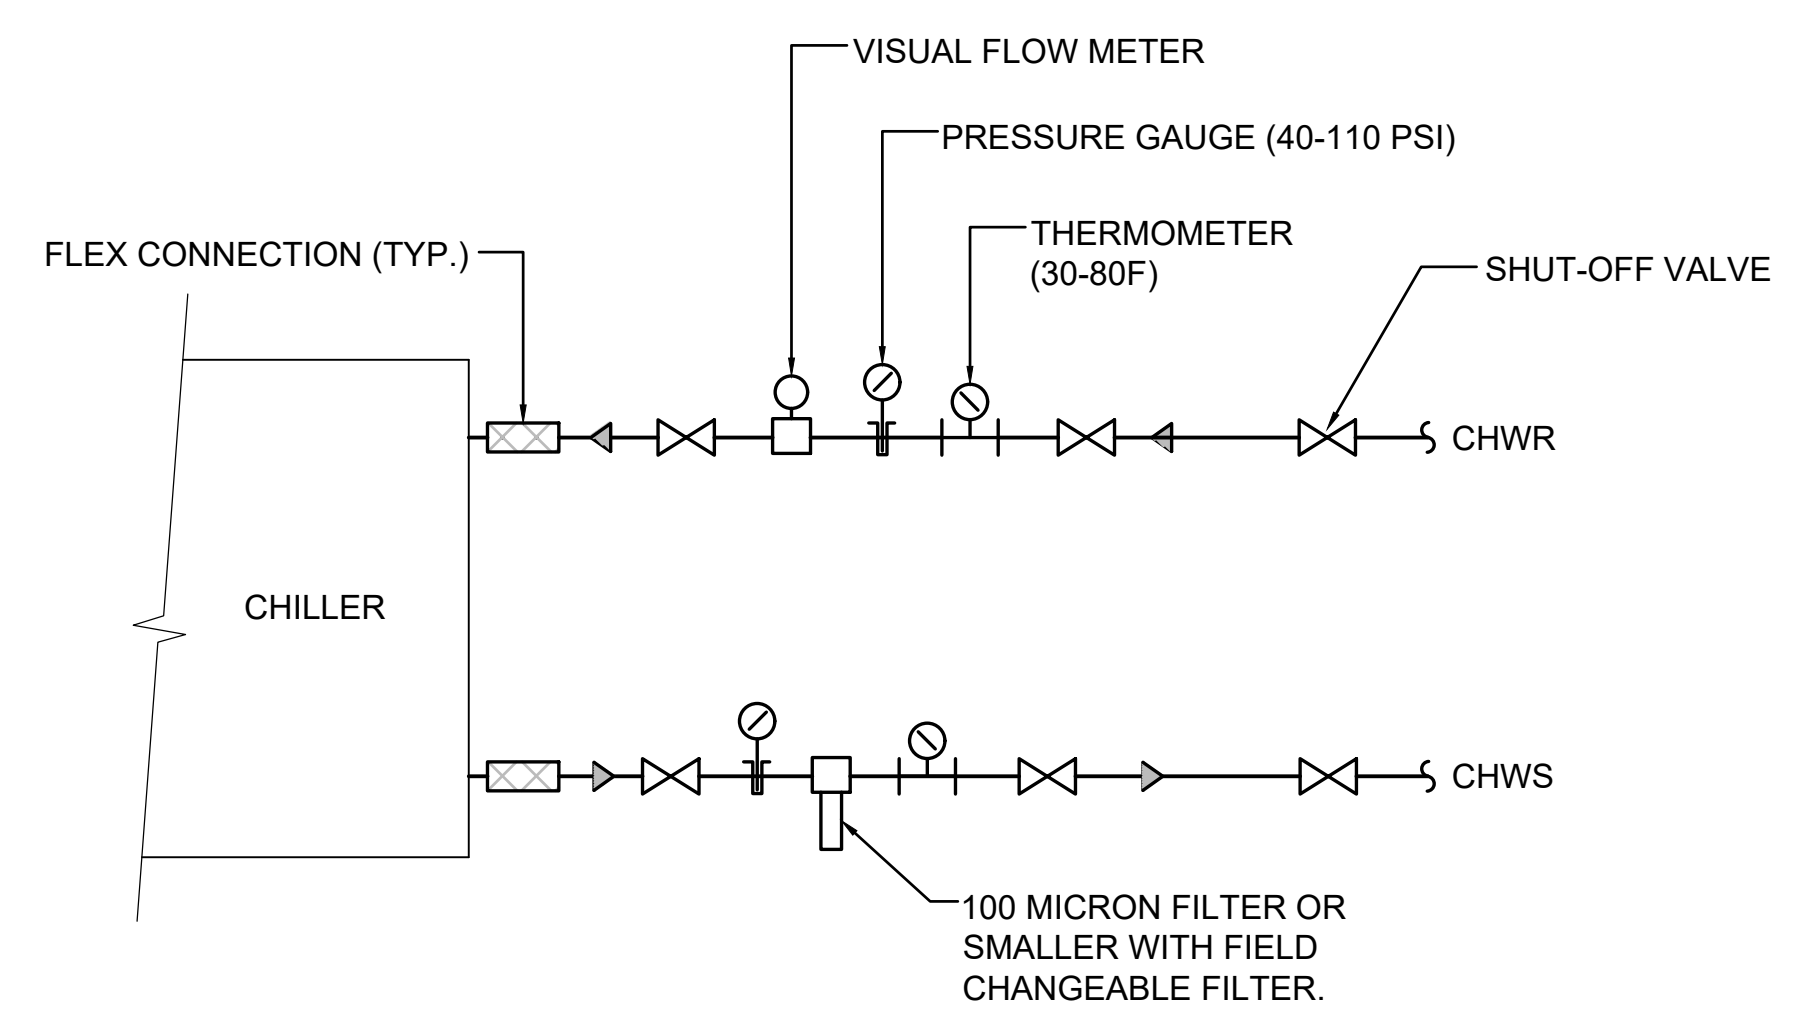 VISUAL FLOW METER
PRESSURE GAUGE (40-110 PSI)
THERMOMETER
(30-80F)
FLEX CONNECTION (TYP.)
SHUT-OFF VALVE
CHWR
CHILLER
CHWS
100 MICRON FILTER OR
SMALLER WITH FIELD
CHANGEABLE FILTER.